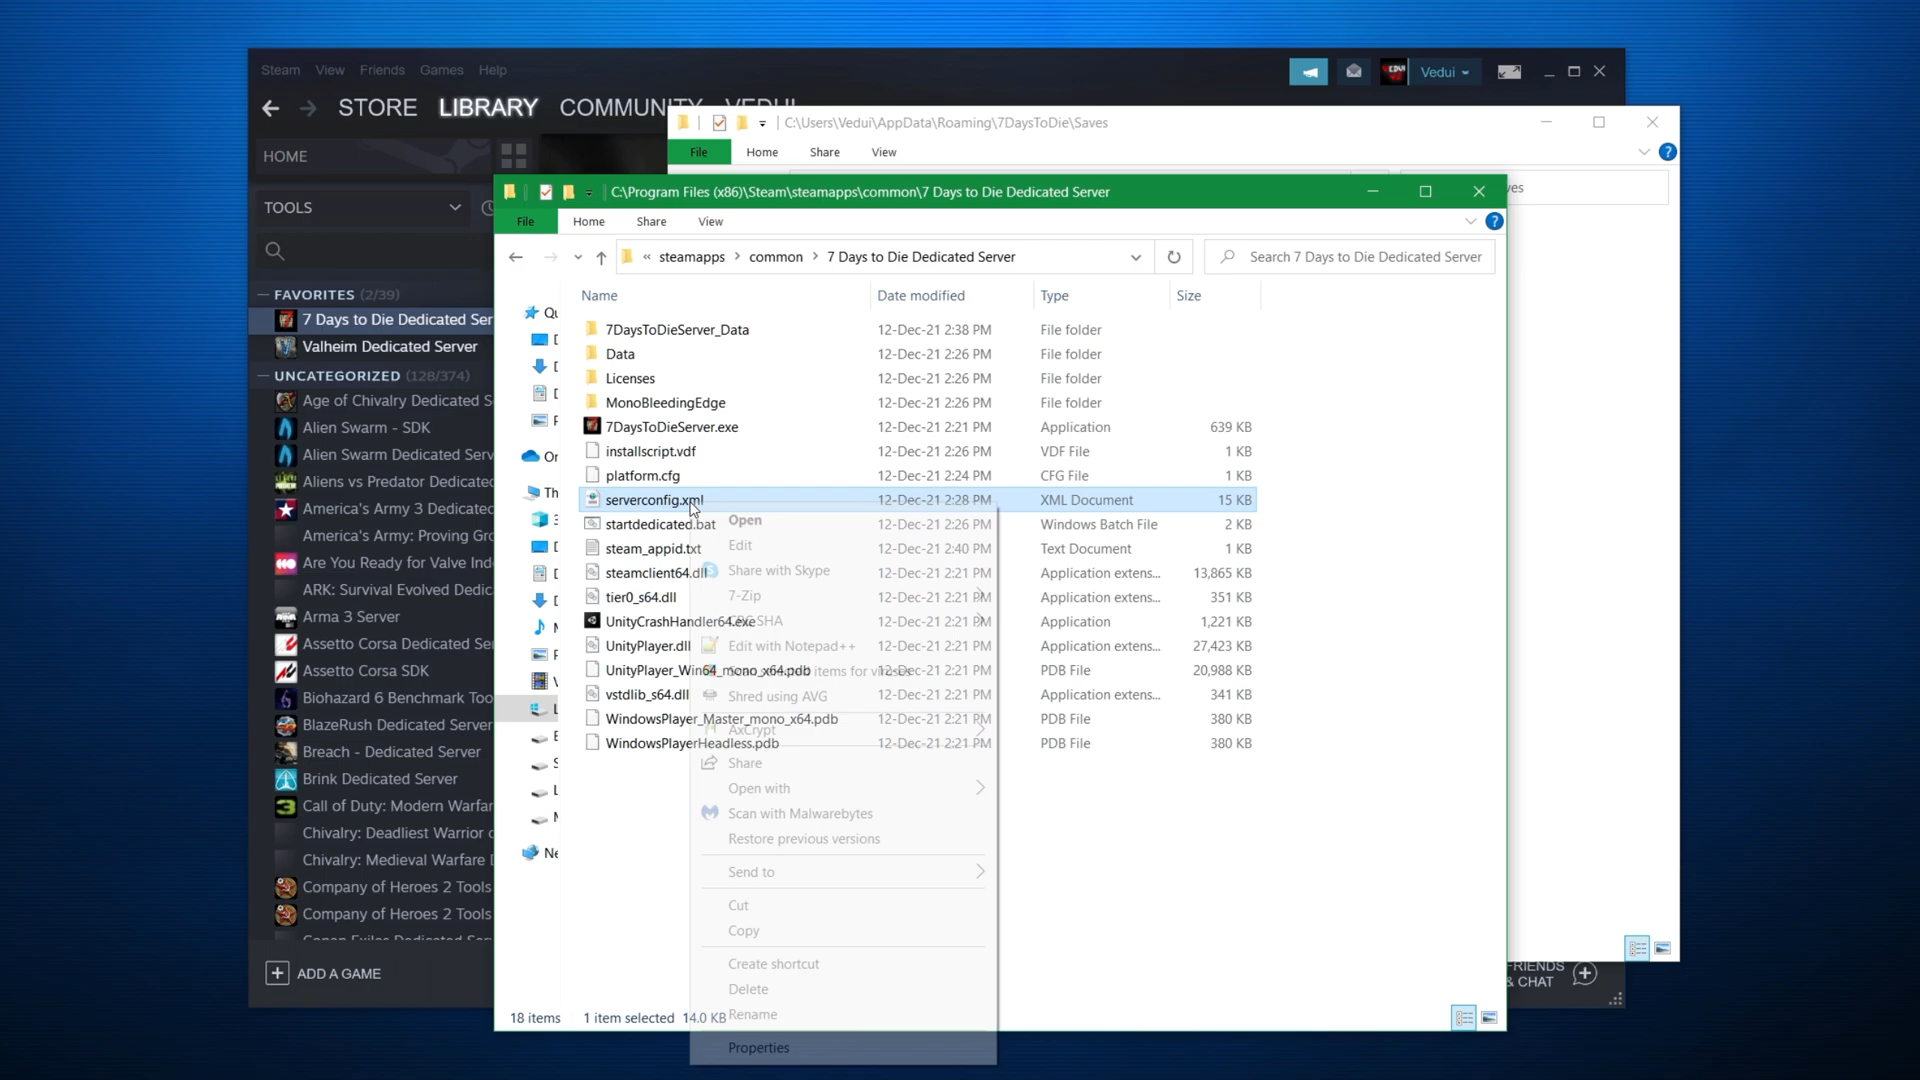 Steam View Friends Games Help
Vedui
STORE LIBRARY COMMUNITY VEDUI
C:\Users\Vedui\AppData\Roaming\7DaysToDie\Saves
File Home Share View
HOME
C:\Program Files (x86)\Steam\steamapps\common\7 Days to Die Dedicated Server
TOOLS
File Home Share View
« steamapps > common > 7 Days to Die Dedicated Server
Search 7 Days to Die Dedicated Server
FAVORITES (2/39)
7 Days to Die Dedicated Ser
Valheim Dedicated Server
UNCATEGORIZED (128/374)
Age of Chivalry Dedicated S
Alien Swarm - SDK
Alien Swarm Dedicated Serv
Aliens vs Predator Dedicate
America's Army 3 Dedicated
America's Army: Proving Gro
Are You Ready for Valve Ind
ARK: Survival Evolved Dedic
Arma 3 Server
Assetto Corsa Dedicated Se
Assetto Corsa SDK
Biohazard 6 Benchmark Too
BlazeRush Dedicated Server
Breach - Dedicated Server
Brink Dedicated Server
Call of Duty: Modern Warfar
Chivalry: Deadliest Warrior
Chivalry: Medieval Warfare
Company of Heroes 2 Tools
Company of Heroes 2 Tools
Conan Exiles Dedicated Serv
ADD A GAME
Name Date modified Type Size
7DaysToDieServer_Data 12-Dec-21 2:38 PM File folder
Data 12-Dec-21 2:26 PM File folder
Licenses 12-Dec-21 2:26 PM File folder
MonoBleedingEdge 12-Dec-21 2:26 PM File folder
7DaysToDieServer.exe 12-Dec-21 2:21 PM Application 639 KB
installscript.vdf 12-Dec-21 2:21 PM VDF File 1 KB
platform.cfg 12-Dec-21 2:24 PM CFG File 1 KB
serverconfig.xml 12-Dec-21 2:28 PM XML Document 15 KB
startdedicated.bat 12-Dec-21 2:26 PM Windows Batch File 2 KB
steam_appid.txt 12-Dec-21 2:40 PM Text Document 1 KB
steamclient64.dll 12-Dec-21 2:21 PM Application extens... 13,865 KB
tier0_s64.dll 12-Dec-21 2:21 PM Application extens... 351 KB
UnityCrashHandler64.exe 12-Dec-21 2:21 PM Application 1,221 KB
UnityPlayer.dll 12-Dec-21 2:21 PM Application extens... 27,423 KB
UnityPlayer_Win64_mono_x64.pdb 12-Dec-21 2:21 PM PDB File 20,988 KB
vstdlib_s64.dll 12-Dec-21 2:21 PM Application extens... 341 KB
WindowsPlayer_Master_mono_x64.pdb 12-Dec-21 2:21 PM PDB File 380 KB
WindowsPlayerHeadless.pdb 12-Dec-21 2:21 PM PDB File 380 KB
Open
Edit
Share with Skype
7-Zip
CRC SHA
Edit with Notepad++
items for viruses
Shred using AVG
AxCrypt
Share
Open with
Scan with Malwarebytes
Restore previous versions
Send to
Cut
Copy
Create shortcut
Delete
Rename
Properties
18 items 1 item selected 14.0 KB
FRIENDS
& CHAT